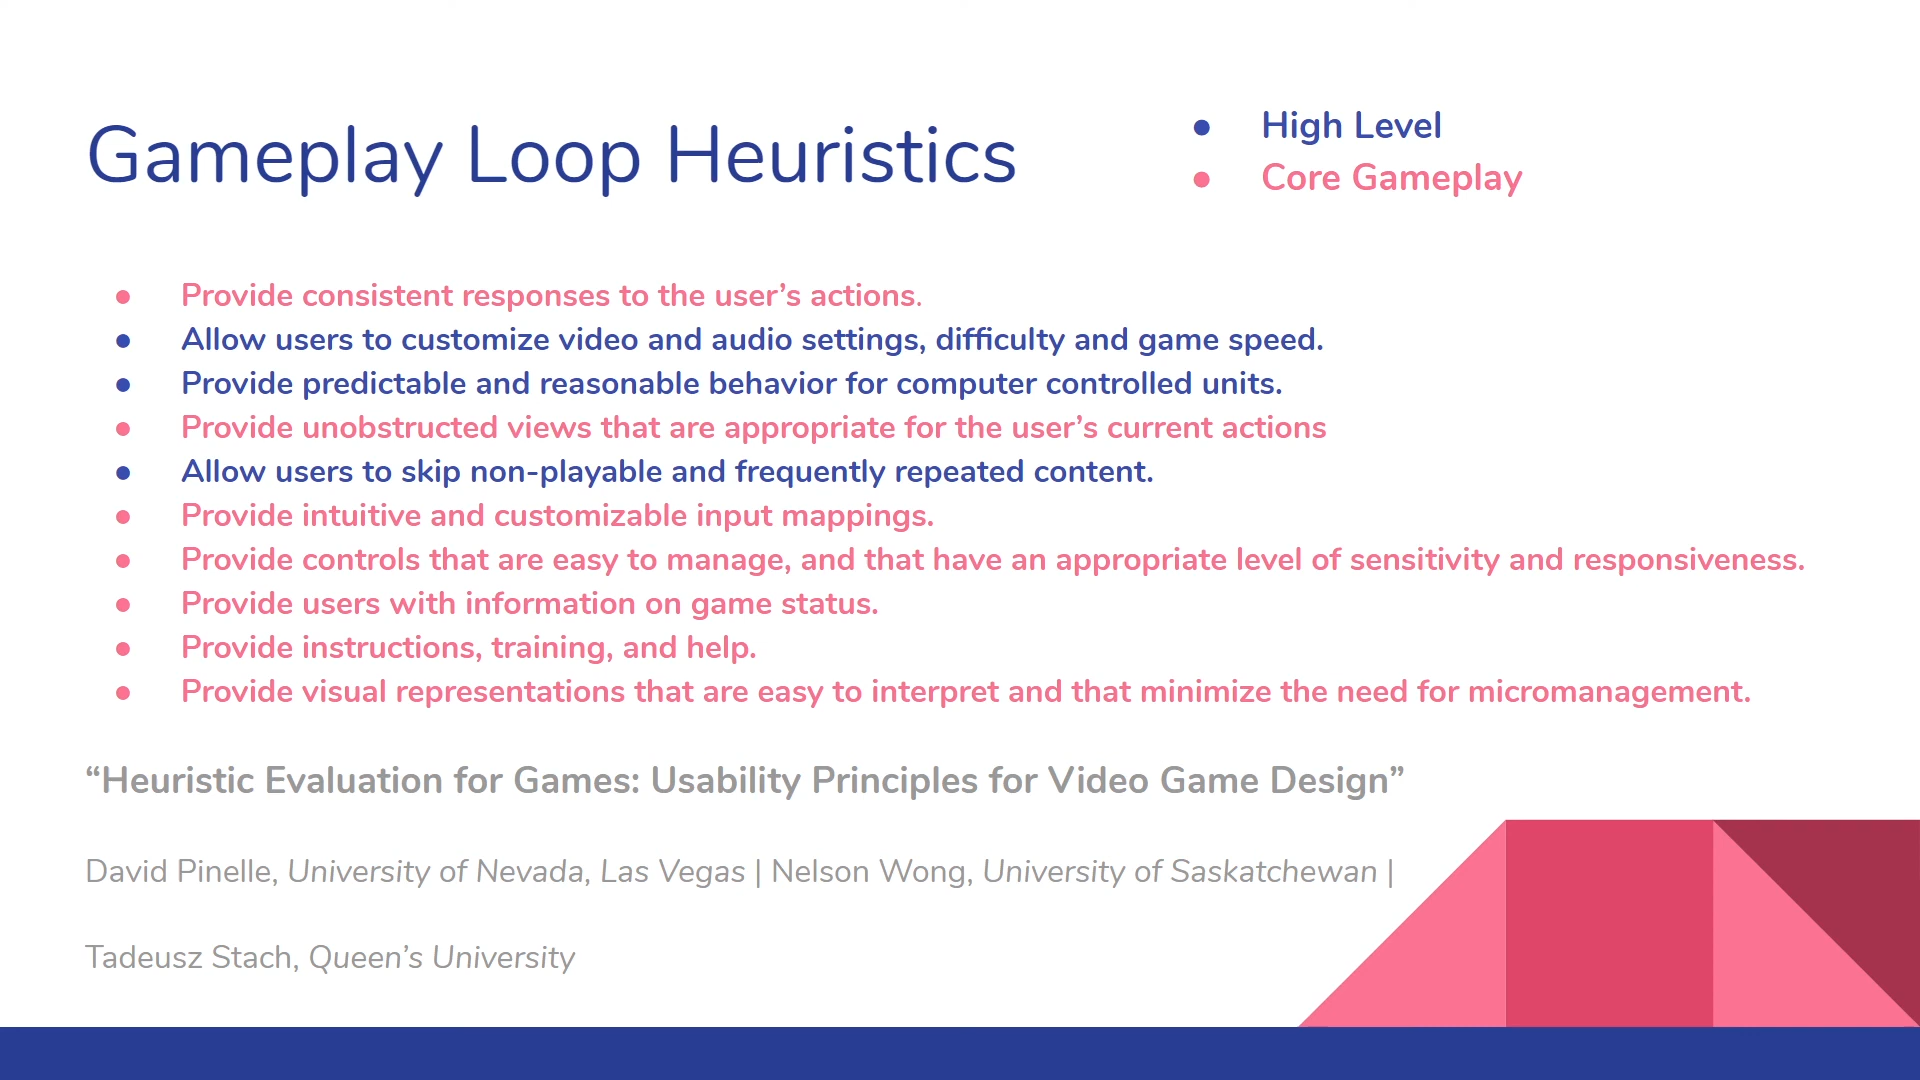 Gameplay Loop Heuristics
● High Level
● Core Gameplay
● Provide consistent responses to the user’s actions.
● Allow users to customize video and audio settings, difficulty and game speed.
● Provide predictable and reasonable behavior for computer controlled units.
● Provide unobstructed views that are appropriate for the user’s current actions
● Allow users to skip non-playable and frequently repeated content.
● Provide intuitive and customizable input mappings.
● Provide controls that are easy to manage, and that have an appropriate level of sensitivity and responsiveness.
● Provide users with information on game status.
● Provide instructions, training, and help.
● Provide visual representations that are easy to interpret and that minimize the need for micromanagement.
“Heuristic Evaluation for Games: Usability Principles for Video Game Design”
David Pinelle, University of Nevada, Las Vegas | Nelson Wong, University of Saskatchewan |
Tadeusz Stach, Queen’s University